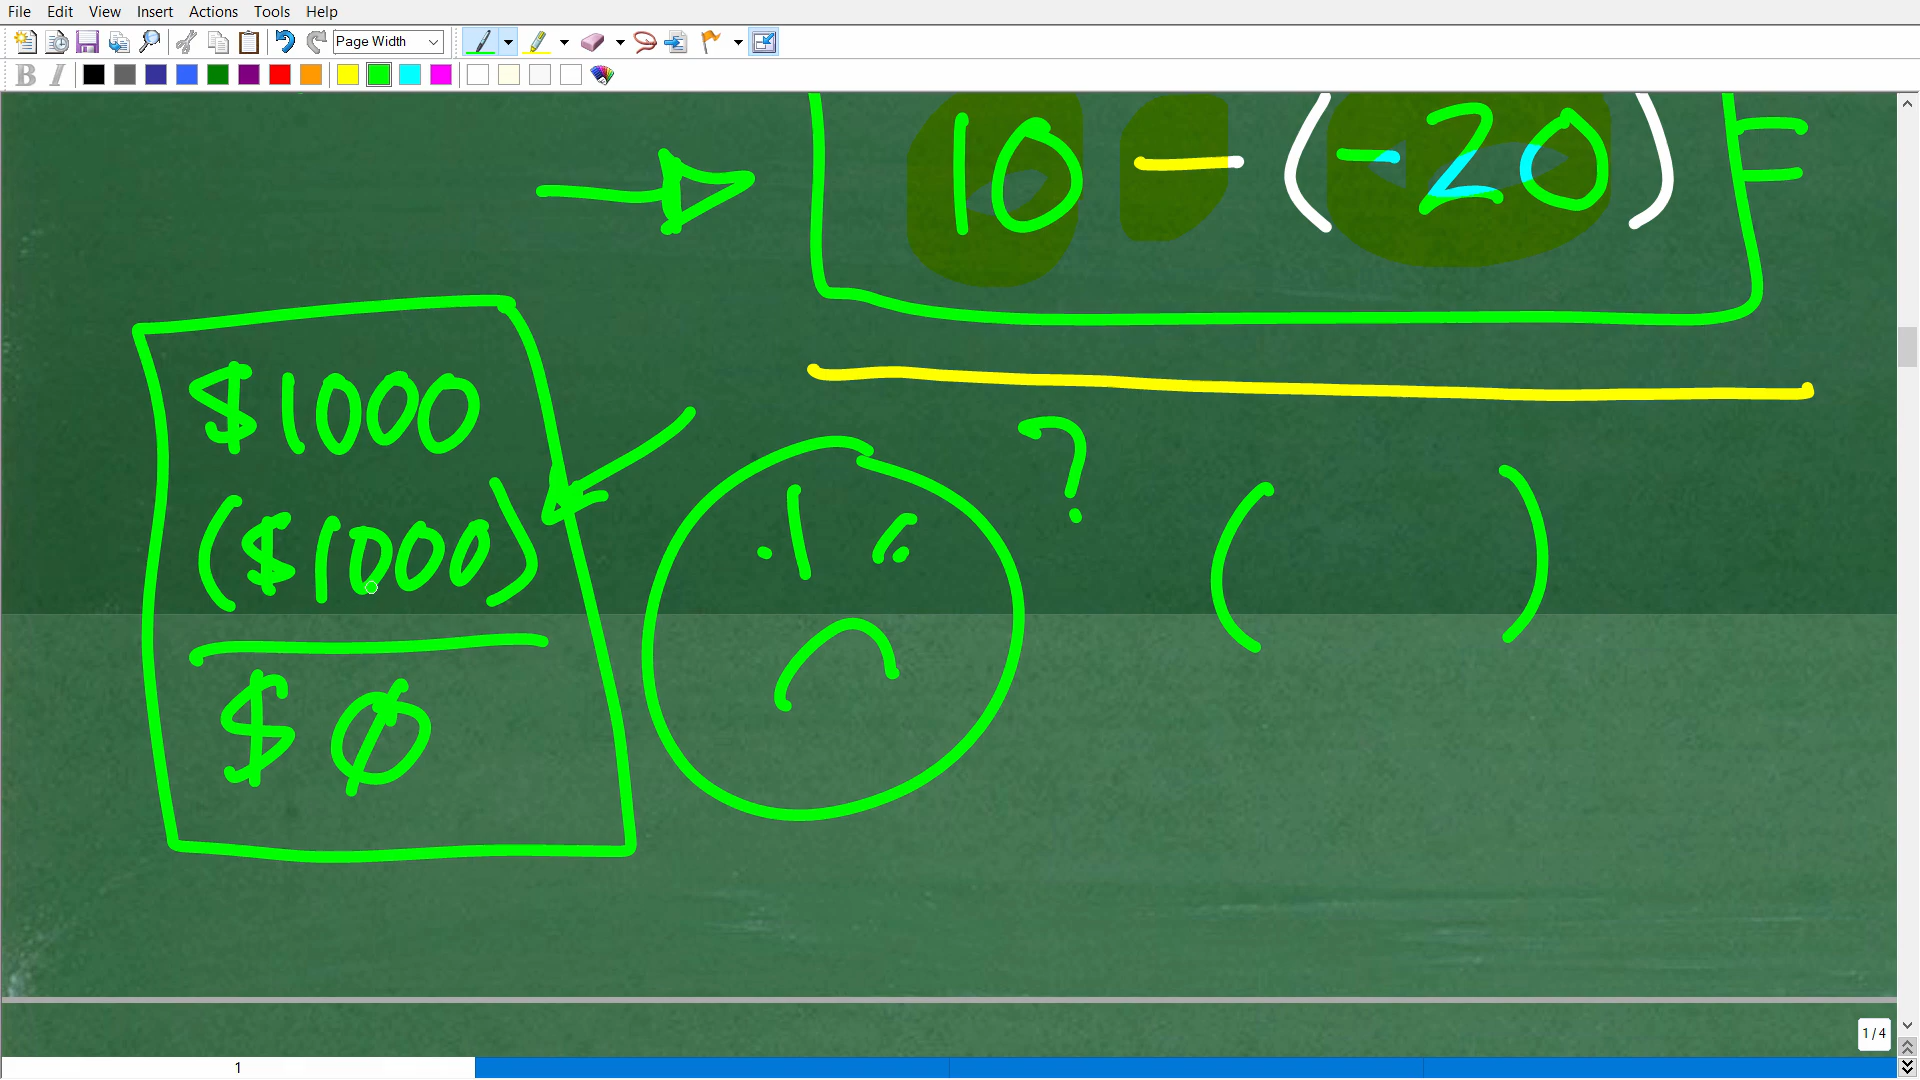 File Edit View Insert Actions Tools Help
Page Width
B I
10 - (-20) =
$1000
($1000)
$ 0
?
( )
1 / 4
1